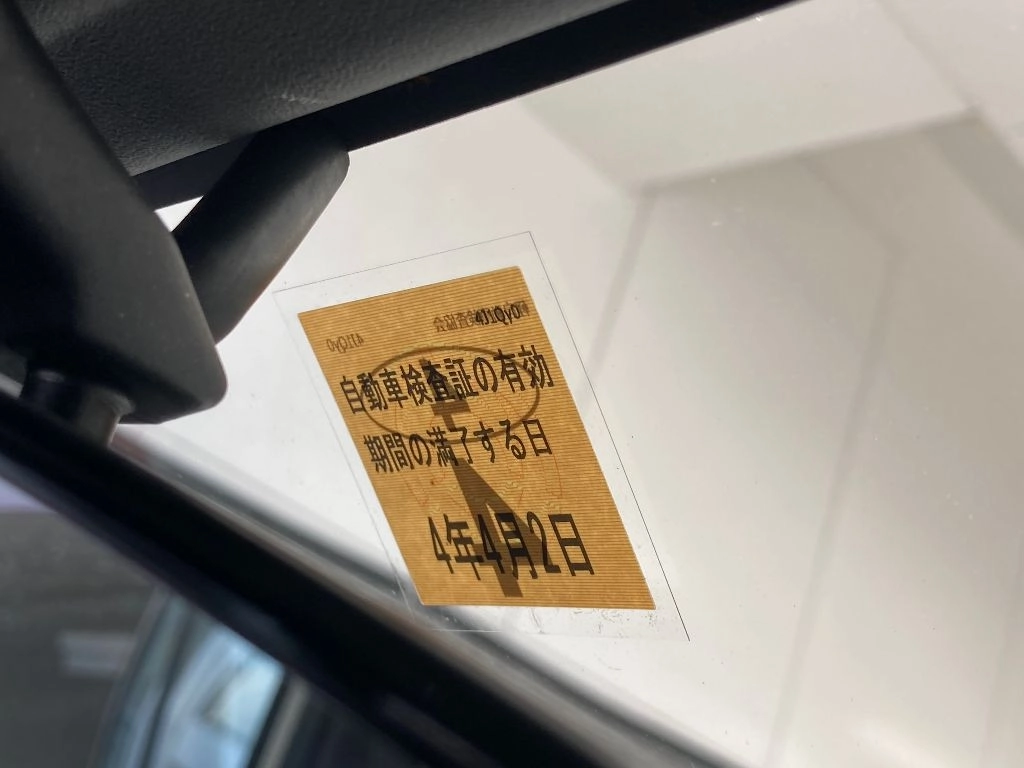 自動車検査証の有効
期間の満了する日
4年4月2日